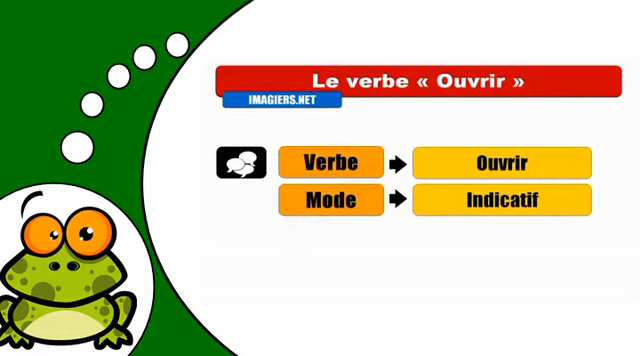 Le verbe « Ouvrir »
IMAGIERS.NET
Verbe Ouvrir
Mode Indicatif